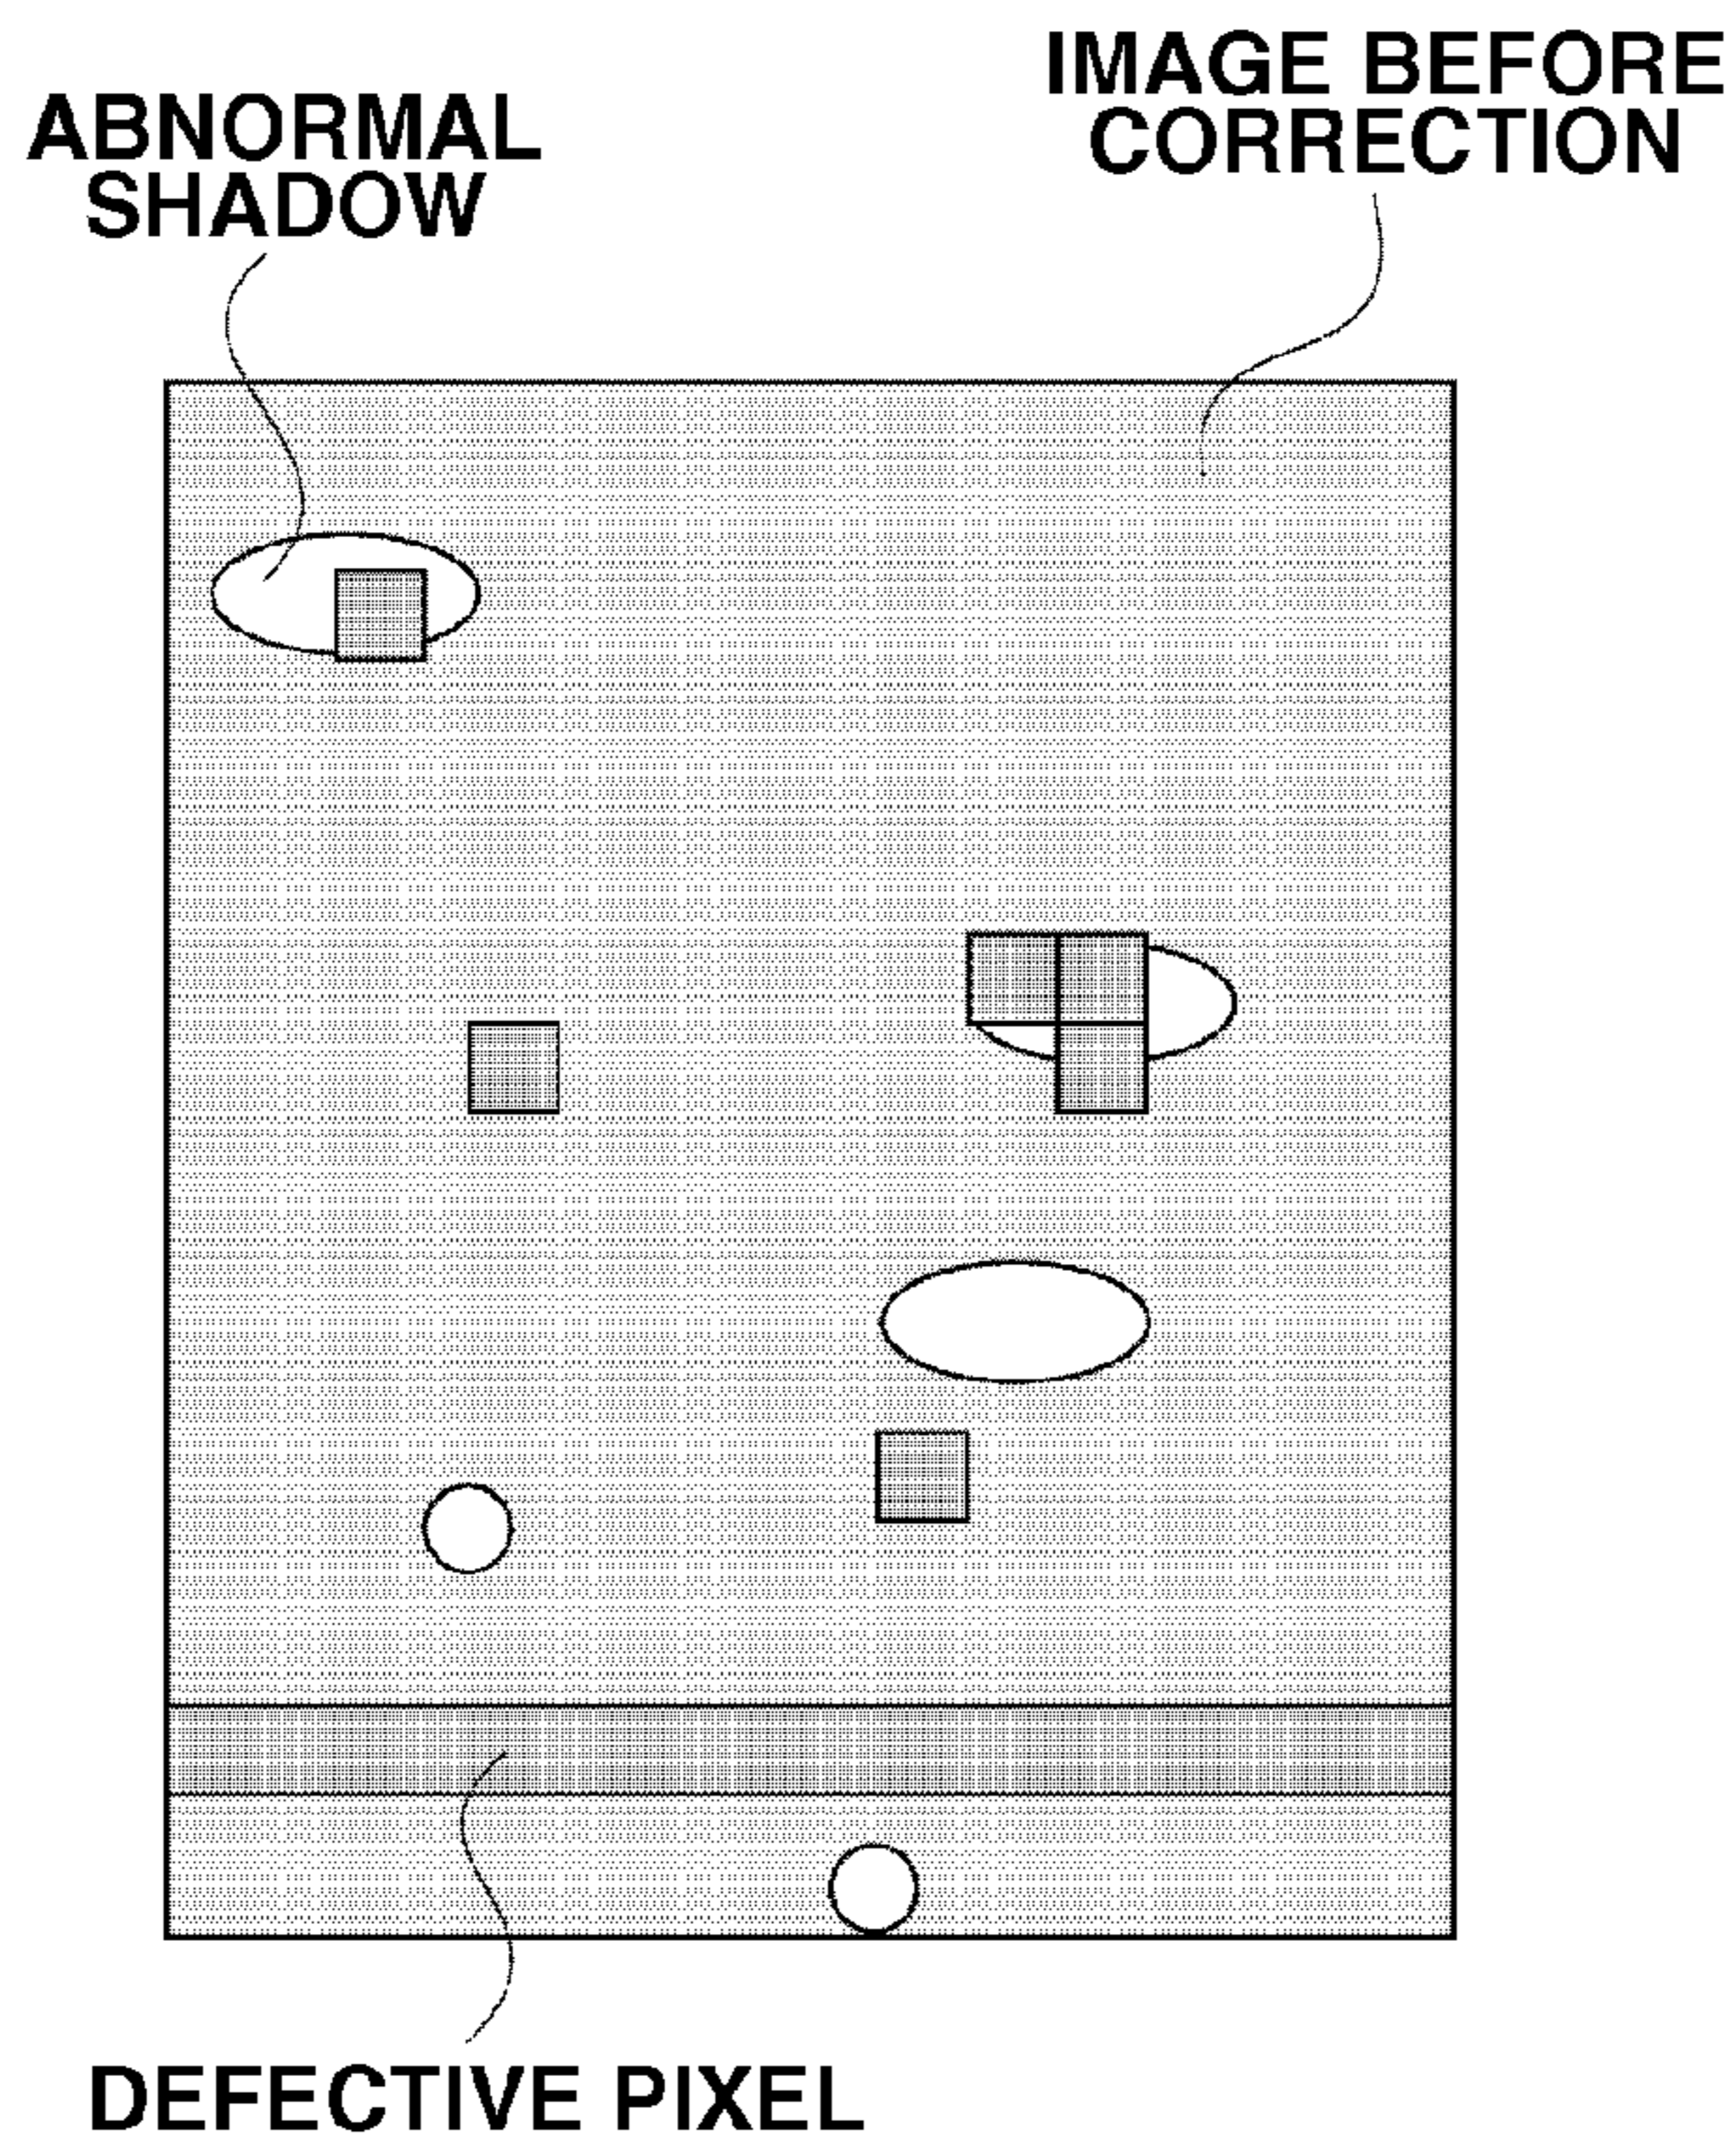 IMAGE BEFORE
CORRECTION
ABNORMAL
SHADOW
DEFECTIVE PIXEL